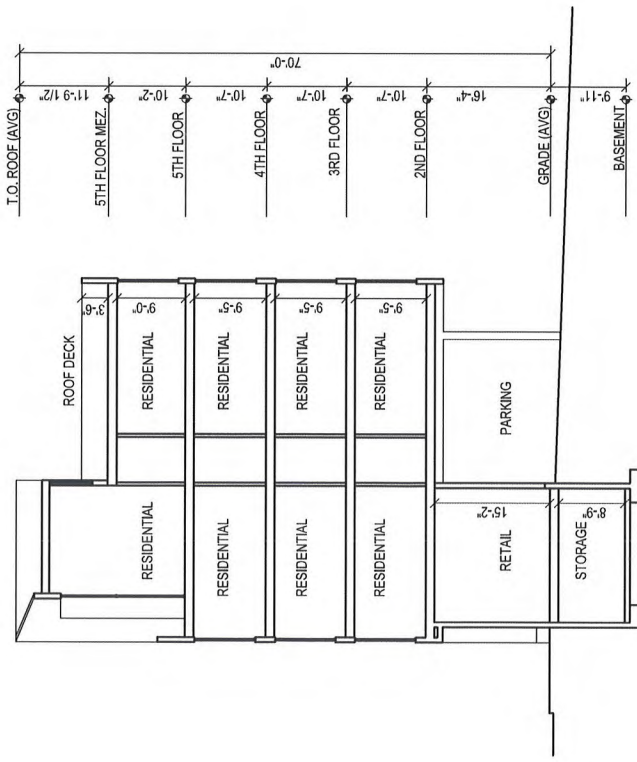 T.O. ROOF (AVG)
11'-9 1/2"
5TH FLOOR MEZ.
10'-2"
5TH FLOOR
10'-7"
4TH FLOOR
10'-7"
3RD FLOOR
10'-7"
2ND FLOOR
16'-4"
GRADE (AVG)
9'-11"
BASEMENT
70'-0"
ROOF DECK
3'-6"
RESIDENTIAL
RESIDENTIAL
9'-0"
RESIDENTIAL
RESIDENTIAL
9'-5"
RESIDENTIAL
RESIDENTIAL
9'-5"
RESIDENTIAL
RESIDENTIAL
9'-5"
RETAIL
15'-2"
PARKING
STORAGE
8'-9"